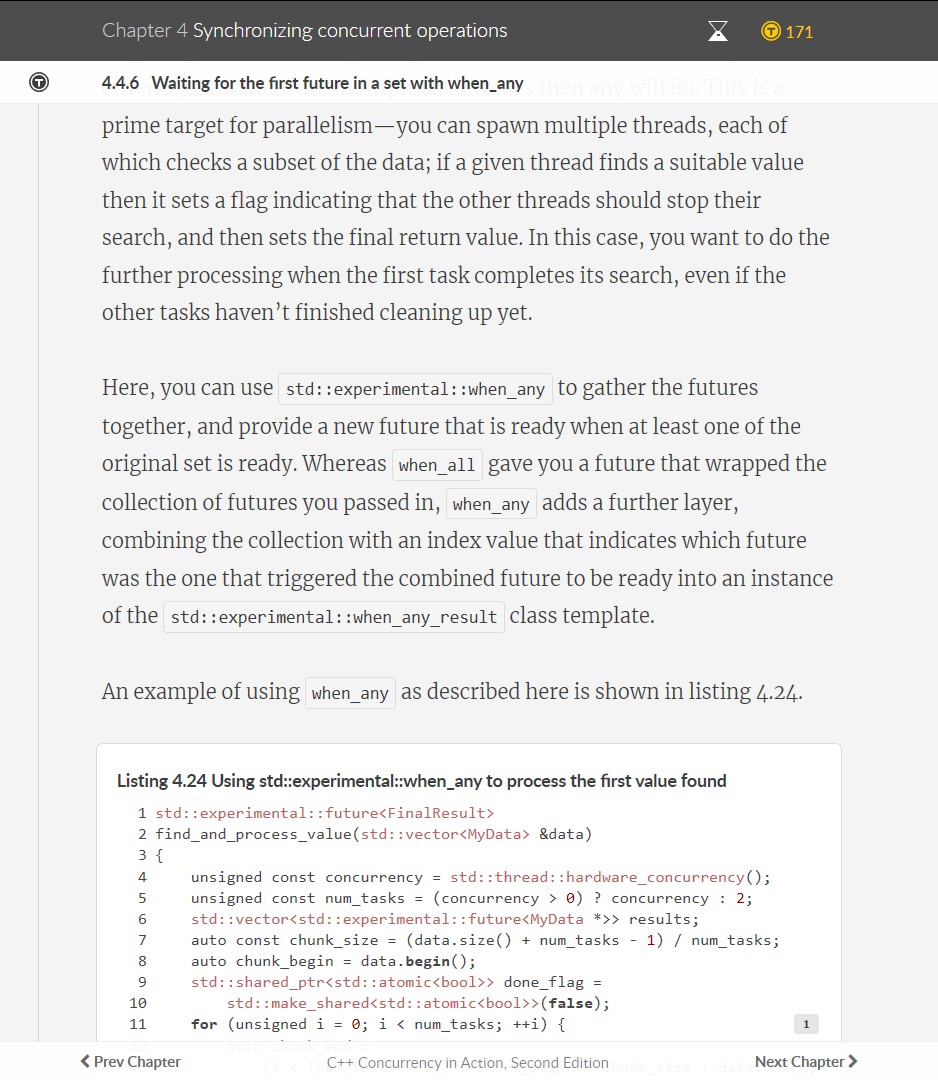 Chapter 4 Synchronizing concurrent operations
171
4.4.6 Waiting for the first future in a set with when_any
then any will do. This is a
prime target for parallelism—you can spawn multiple threads, each of
which checks a subset of the data; if a given thread finds a suitable value
then it sets a flag indicating that the other threads should stop their
search, and then sets the final return value. In this case, you want to do the
further processing when the first task completes its search, even if the
other tasks haven’t finished cleaning up yet.
Here, you can use std::experimental::when_any to gather the futures
together, and provide a new future that is ready when at least one of the
original set is ready. Whereas when_all gave you a future that wrapped the
collection of futures you passed in, when_any adds a further layer,
combining the collection with an index value that indicates which future
was the one that triggered the combined future to be ready into an instance
of the std::experimental::when_any_result class template.
An example of using when_any as described here is shown in listing 4.24.
Listing 4.24 Using std::experimental::when_any to process the first value found
1 std::experimental::future<FinalResult>
2 find_and_process_value(std::vector<MyData> &data)
3 {
4     unsigned const concurrency = std::thread::hardware_concurrency();
5     unsigned const num_tasks = (concurrency > 0) ? concurrency : 2;
6     std::vector<std::experimental::future<MyData *>> results;
7     auto const chunk_size = (data.size() + num_tasks - 1) / num_tasks;
8     auto chunk_begin = data.begin();
9     std::shared_ptr<std::atomic<bool>> done_flag =
10         std::make_shared<std::atomic<bool>>(false);
11     for (unsigned i = 0; i < num_tasks; ++i) {
1
12         auto chunk_end =
Prev Chapter
C++ Concurrency in Action, Second Edition
Next Chapter